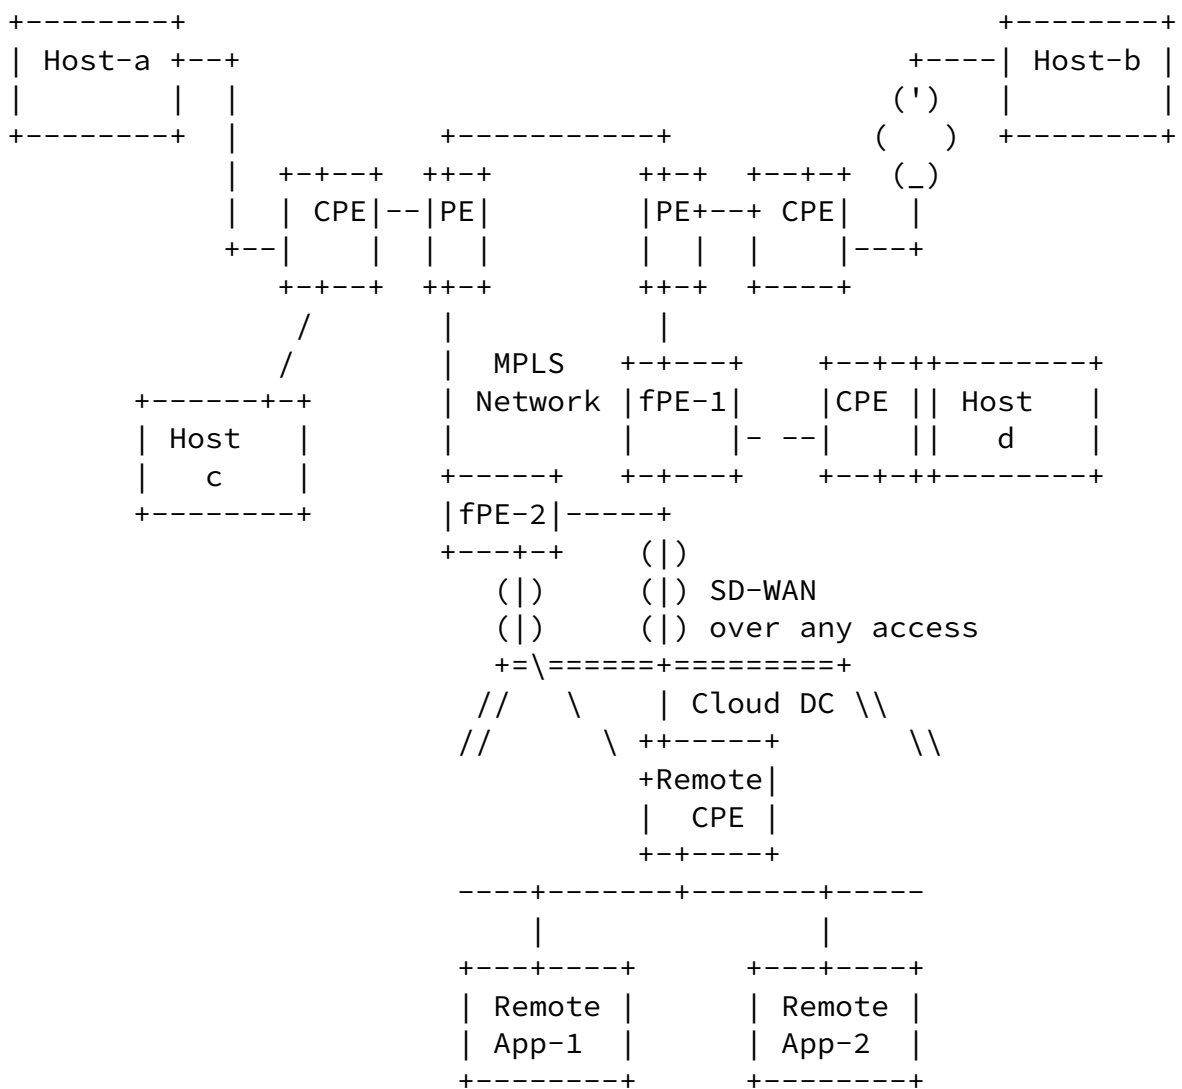 Host-a Host-b
CPE PE PE CPE
MPLS
Network fPE-1 CPE Host
Host d
c
fPE-2
SD-WAN
over any access
Cloud DC
Remote
CPE
Remote Remote
App-1 App-2